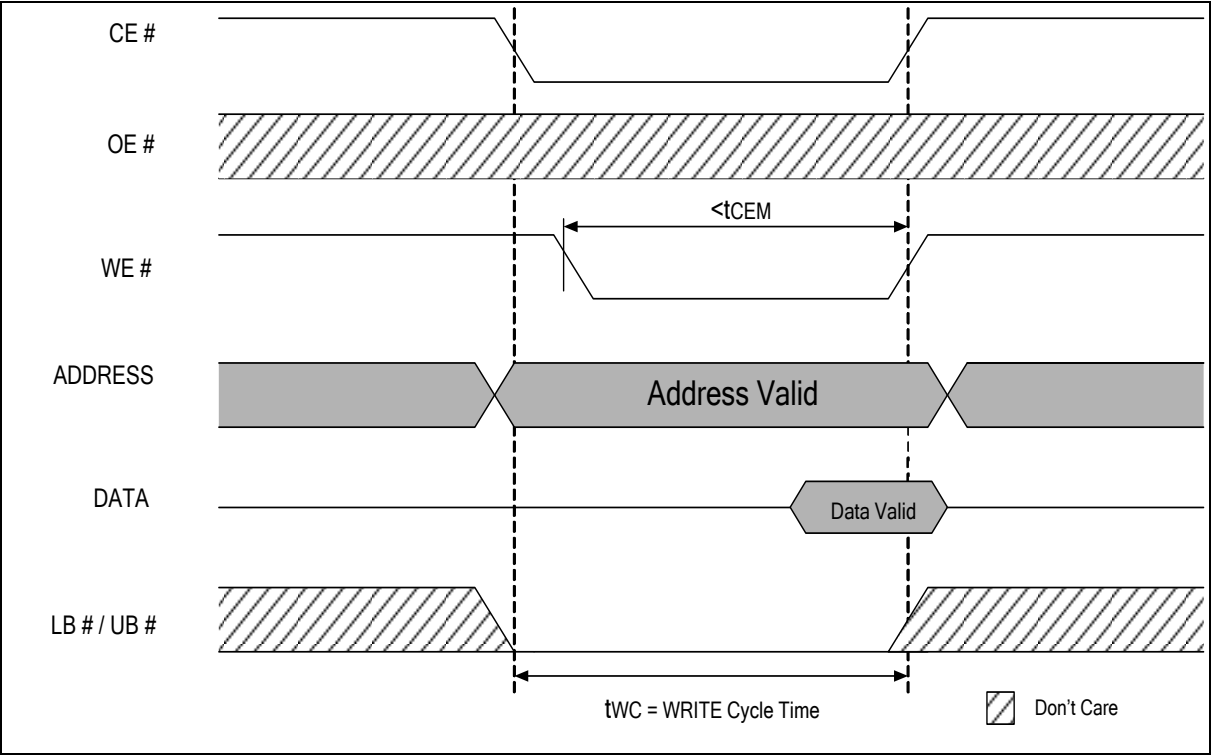 CE #
OE #
<tCEM
WE #
ADDRESS
Address Valid
DATA
Data Valid
LB # / UB #
tWC = WRITE Cycle Time
Don't Care